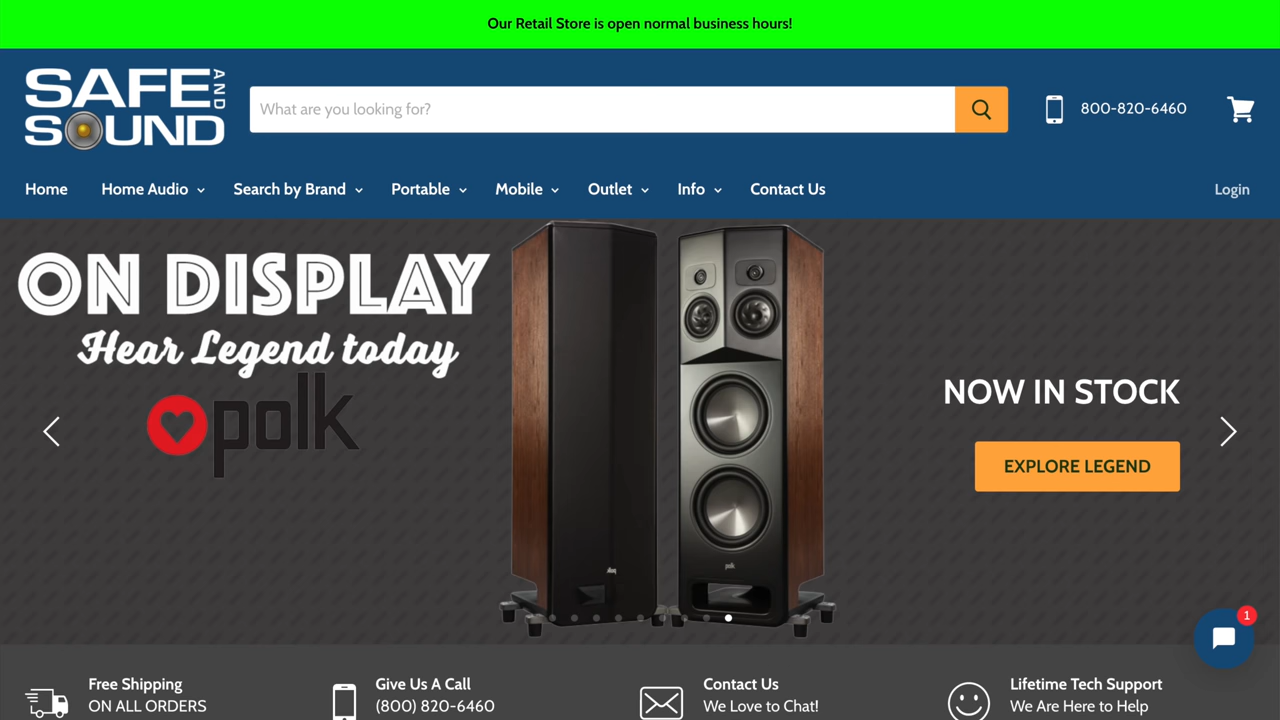 Our Retail Store is open normal business hours!
SAFE AND
SOUND
What are you looking for?
800-820-6460
Home
Home Audio
Search by Brand
Portable
Mobile
Outlet
Info
Contact Us
Login
ON DISPLAY
Hear Legend today
polk
NOW IN STOCK
EXPLORE LEGEND
polk
1
Free Shipping
ON ALL ORDERS
Give Us A Call
(800) 820-6460
Contact Us
We Love to Chat!
Lifetime Tech Support
We Are Here to Help